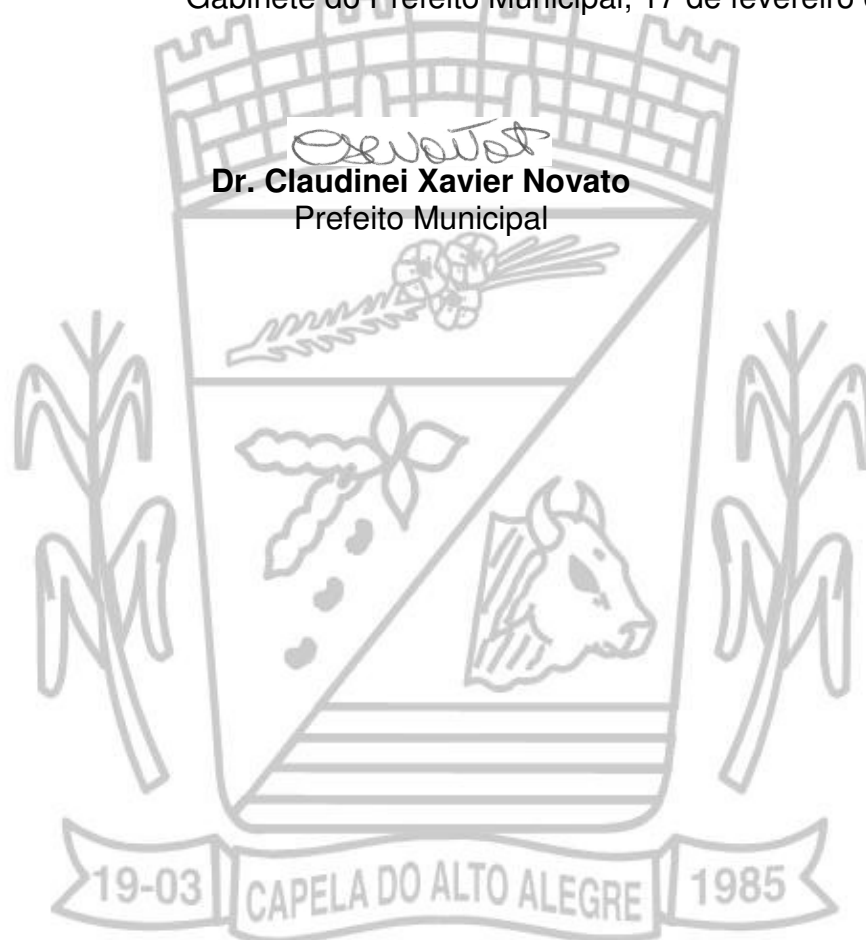 Gabinete do Prefeito Municipal, 17 de fevereiro
Dr. Claudinei Xavier Novato
Prefeito Municipal
19-03 CAPELA DO ALTO ALEGRE 1985